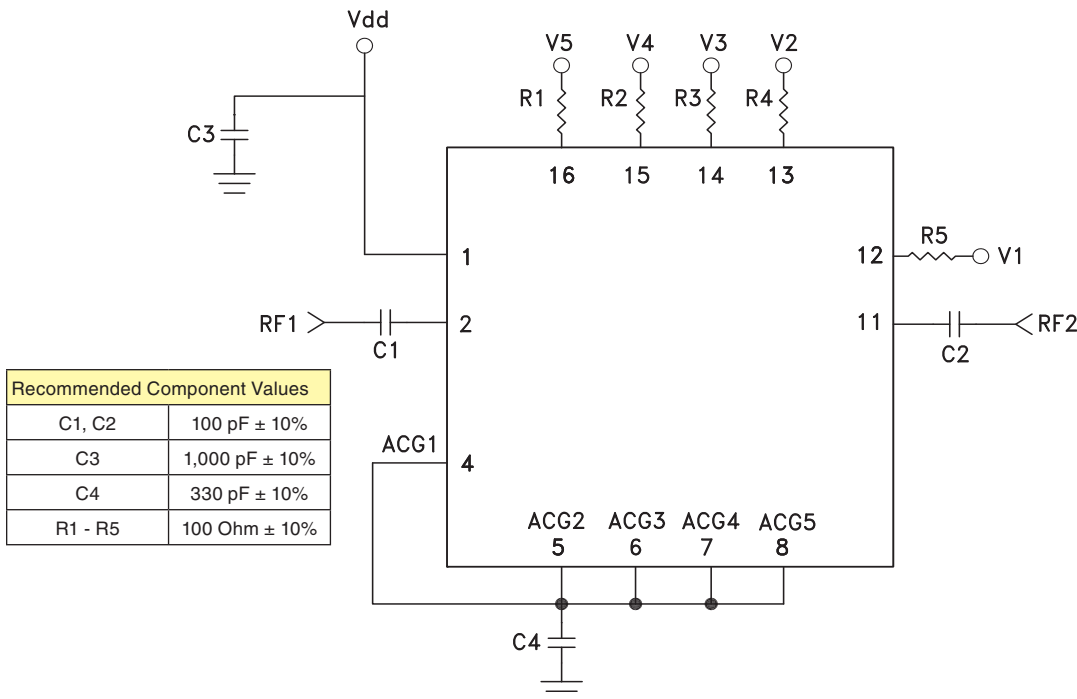 Vdd
V5 V4 V3 V2
R1 R2 R3 R4
C3
16 15 14 13
1 12 R5 V1
RF1 C1 2 11 C2 RF2
Recommended Component Values
C1, C2 100 pF ± 10%
C3 1,000 pF ± 10%
C4 330 pF ± 10%
R1 - R5 100 Ohm ± 10%
ACG1 4
ACG2 ACG3 ACG4 ACG5
5 6 7 8
C4